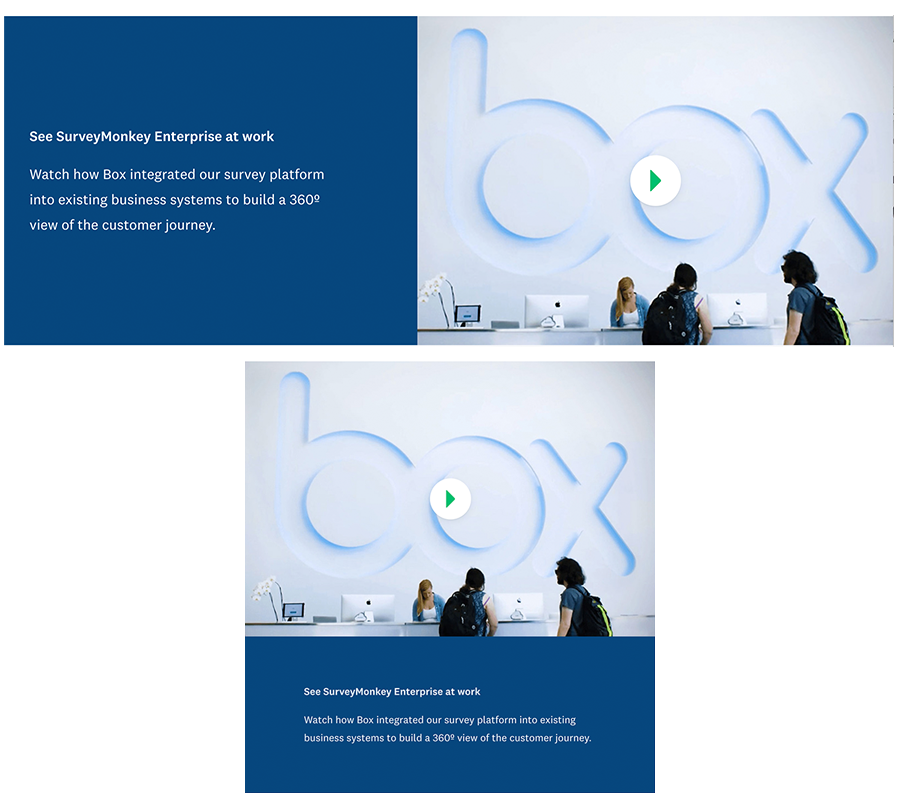 See SurveyMonkey Enterprise at work
Watch how Box integrated our survey platform
into existing business systems to build a 360º
view of the customer journey.
box
box
See SurveyMonkey Enterprise at work
Watch how Box integrated our survey platform into existing
business systems to build a 360º view of the customer journey.